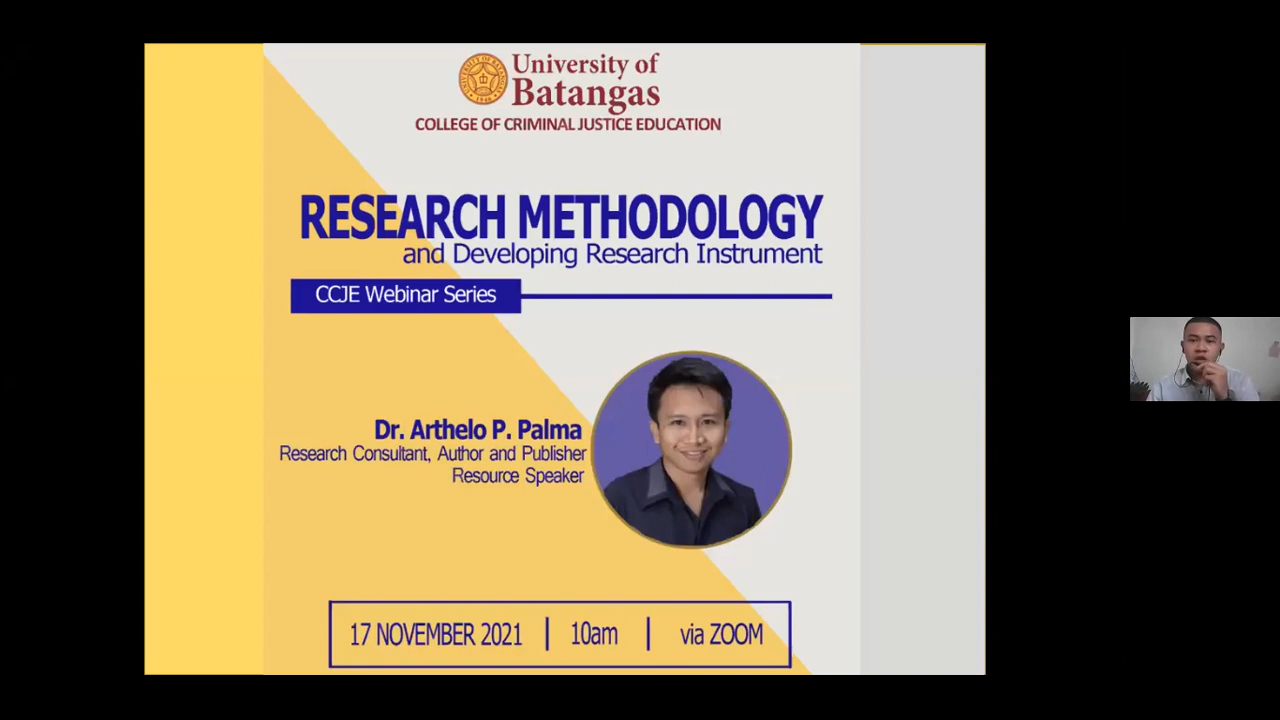 University of
Batangas
COLLEGE OF CRIMINAL JUSTICE EDUCATION
RESEARCH METHODOLOGY
and Developing Research Instrument
CCJE Webinar Series
Dr. Arthelo P. Palma
Research Consultant, Author and Publisher
Resource Speaker
17 NOVEMBER 2021 | 10am | via ZOOM